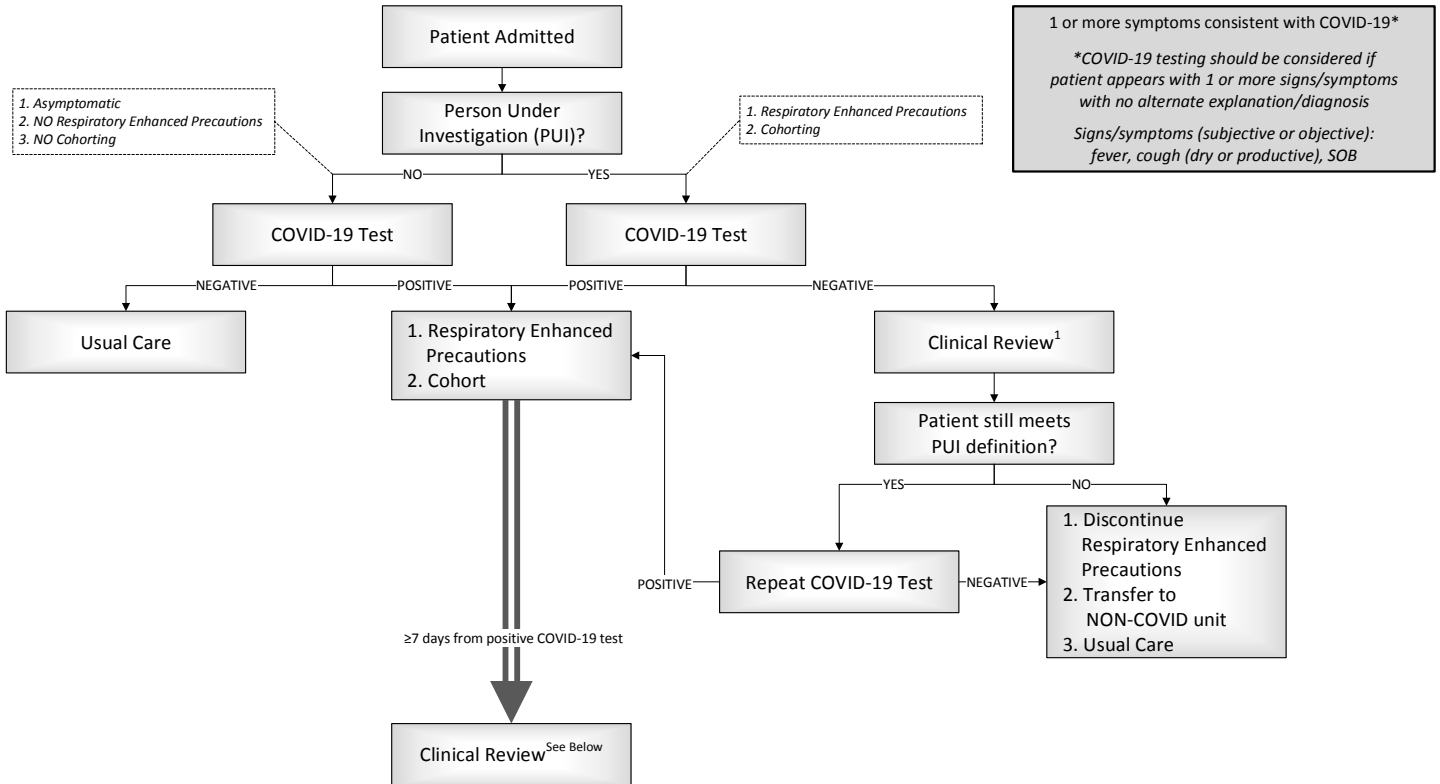 Patient Admitted
1 or more symptoms consistent with COVID-19*
*COVID-19 testing should be considered if
patient appears with 1 or more signs/symptoms
with no alternate explanation/diagnosis
Signs/symptoms (subjective or objective):
fever, cough (dry or productive), SOB
1. Asymptomatic
2. NO Respiratory Enhanced Precautions
3. NO Cohorting
Person Under
Investigation (PUI)?
1. Respiratory Enhanced Precautions
2. Cohorting
NO
YES
COVID-19 Test
COVID-19 Test
NEGATIVE
POSITIVE
POSITIVE
NEGATIVE
Usual Care
1. Respiratory Enhanced
Precautions
2. Cohort
Clinical Review1
Patient still meets
PUI definition?
YES
NO
POSITIVE
Repeat COVID-19 Test
NEGATIVE
1. Discontinue
Respiratory Enhanced
Precautions
2. Transfer to
NON-COVID unit
3. Usual Care
≥7 days from positive COVID-19 test
Clinical Review See Below